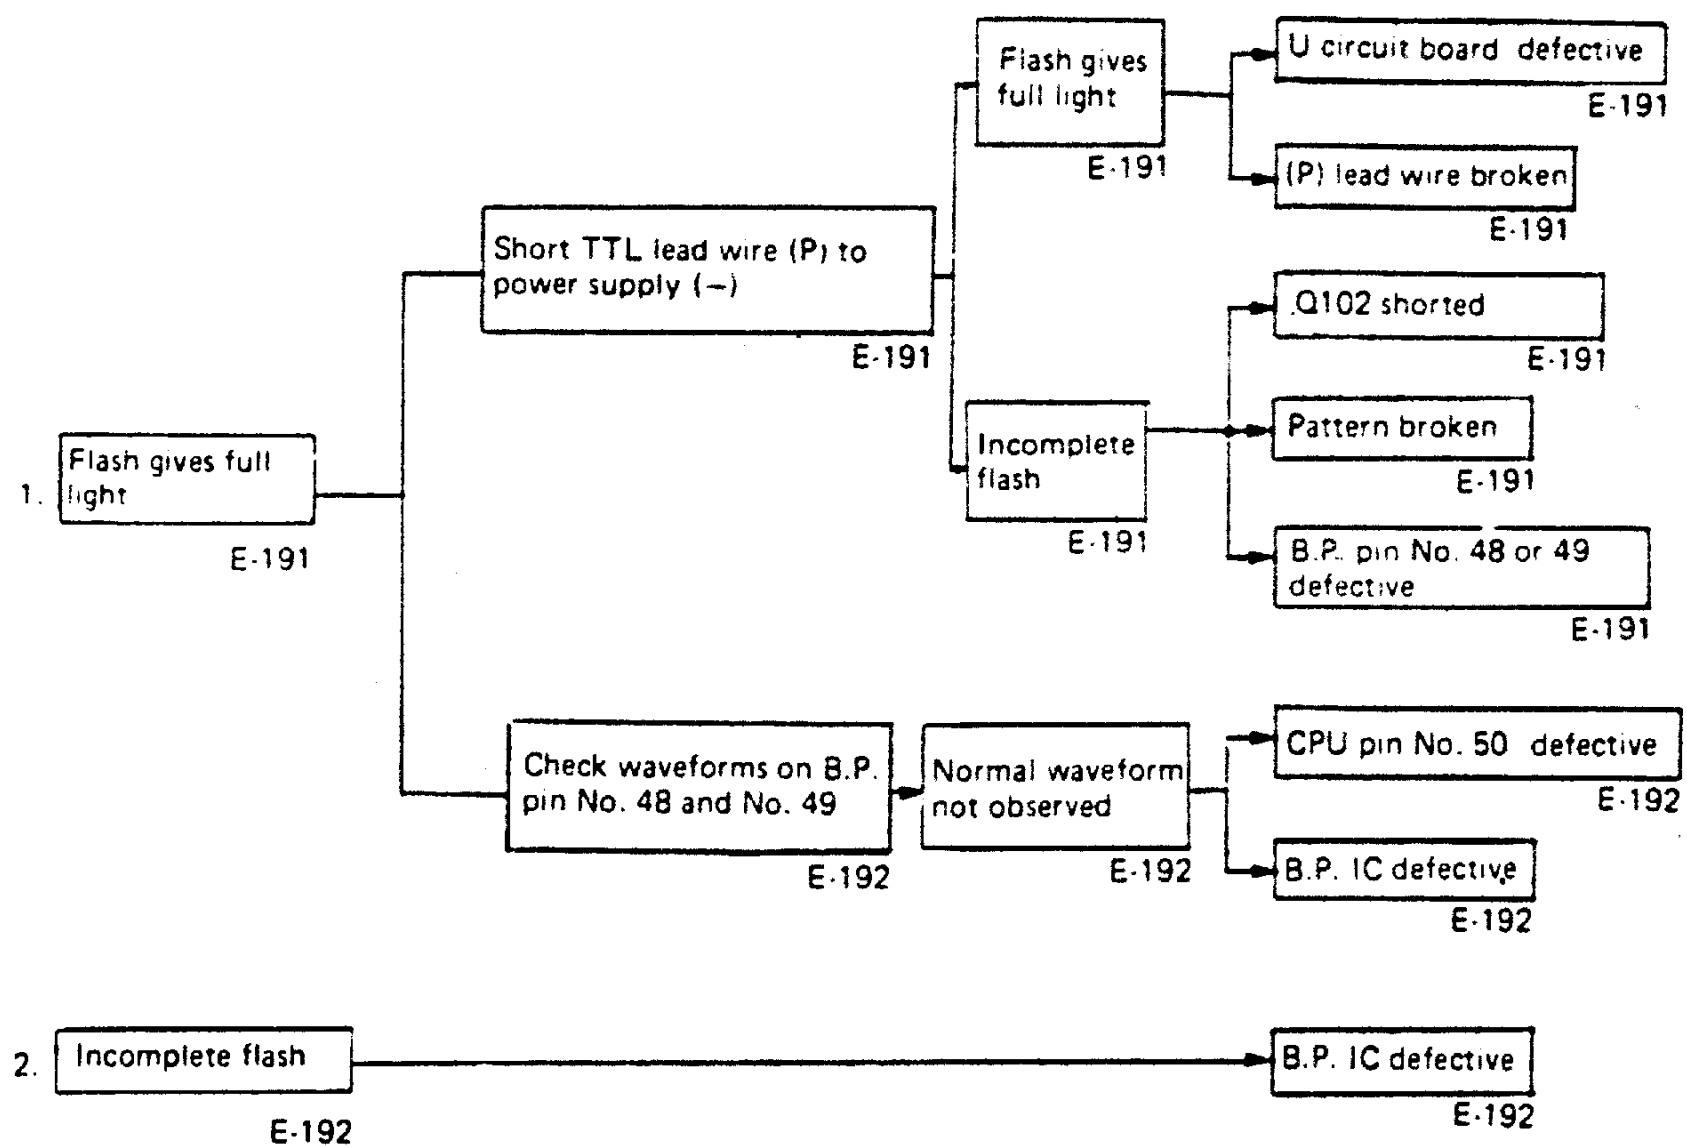 1.
Flash gives full
light
E-191
Short TTL lead wire (P) to
power supply (−)
E-191
Flash gives
full light
E-191
U circuit board defective
E-191
(P) lead wire broken
E-191
Incomplete
flash
E-191
Q102 shorted
E-191
Pattern broken
E-191
B.P. pin No. 48 or 49
defective
E-191
Check waveforms on B.P.
pin No. 48 and No. 49
E-192
Normal waveform
not observed
E-192
CPU pin No. 50 defective
E-192
B.P. IC defective
E-192
2.
Incomplete flash
E-192
B.P. IC defective
E-192